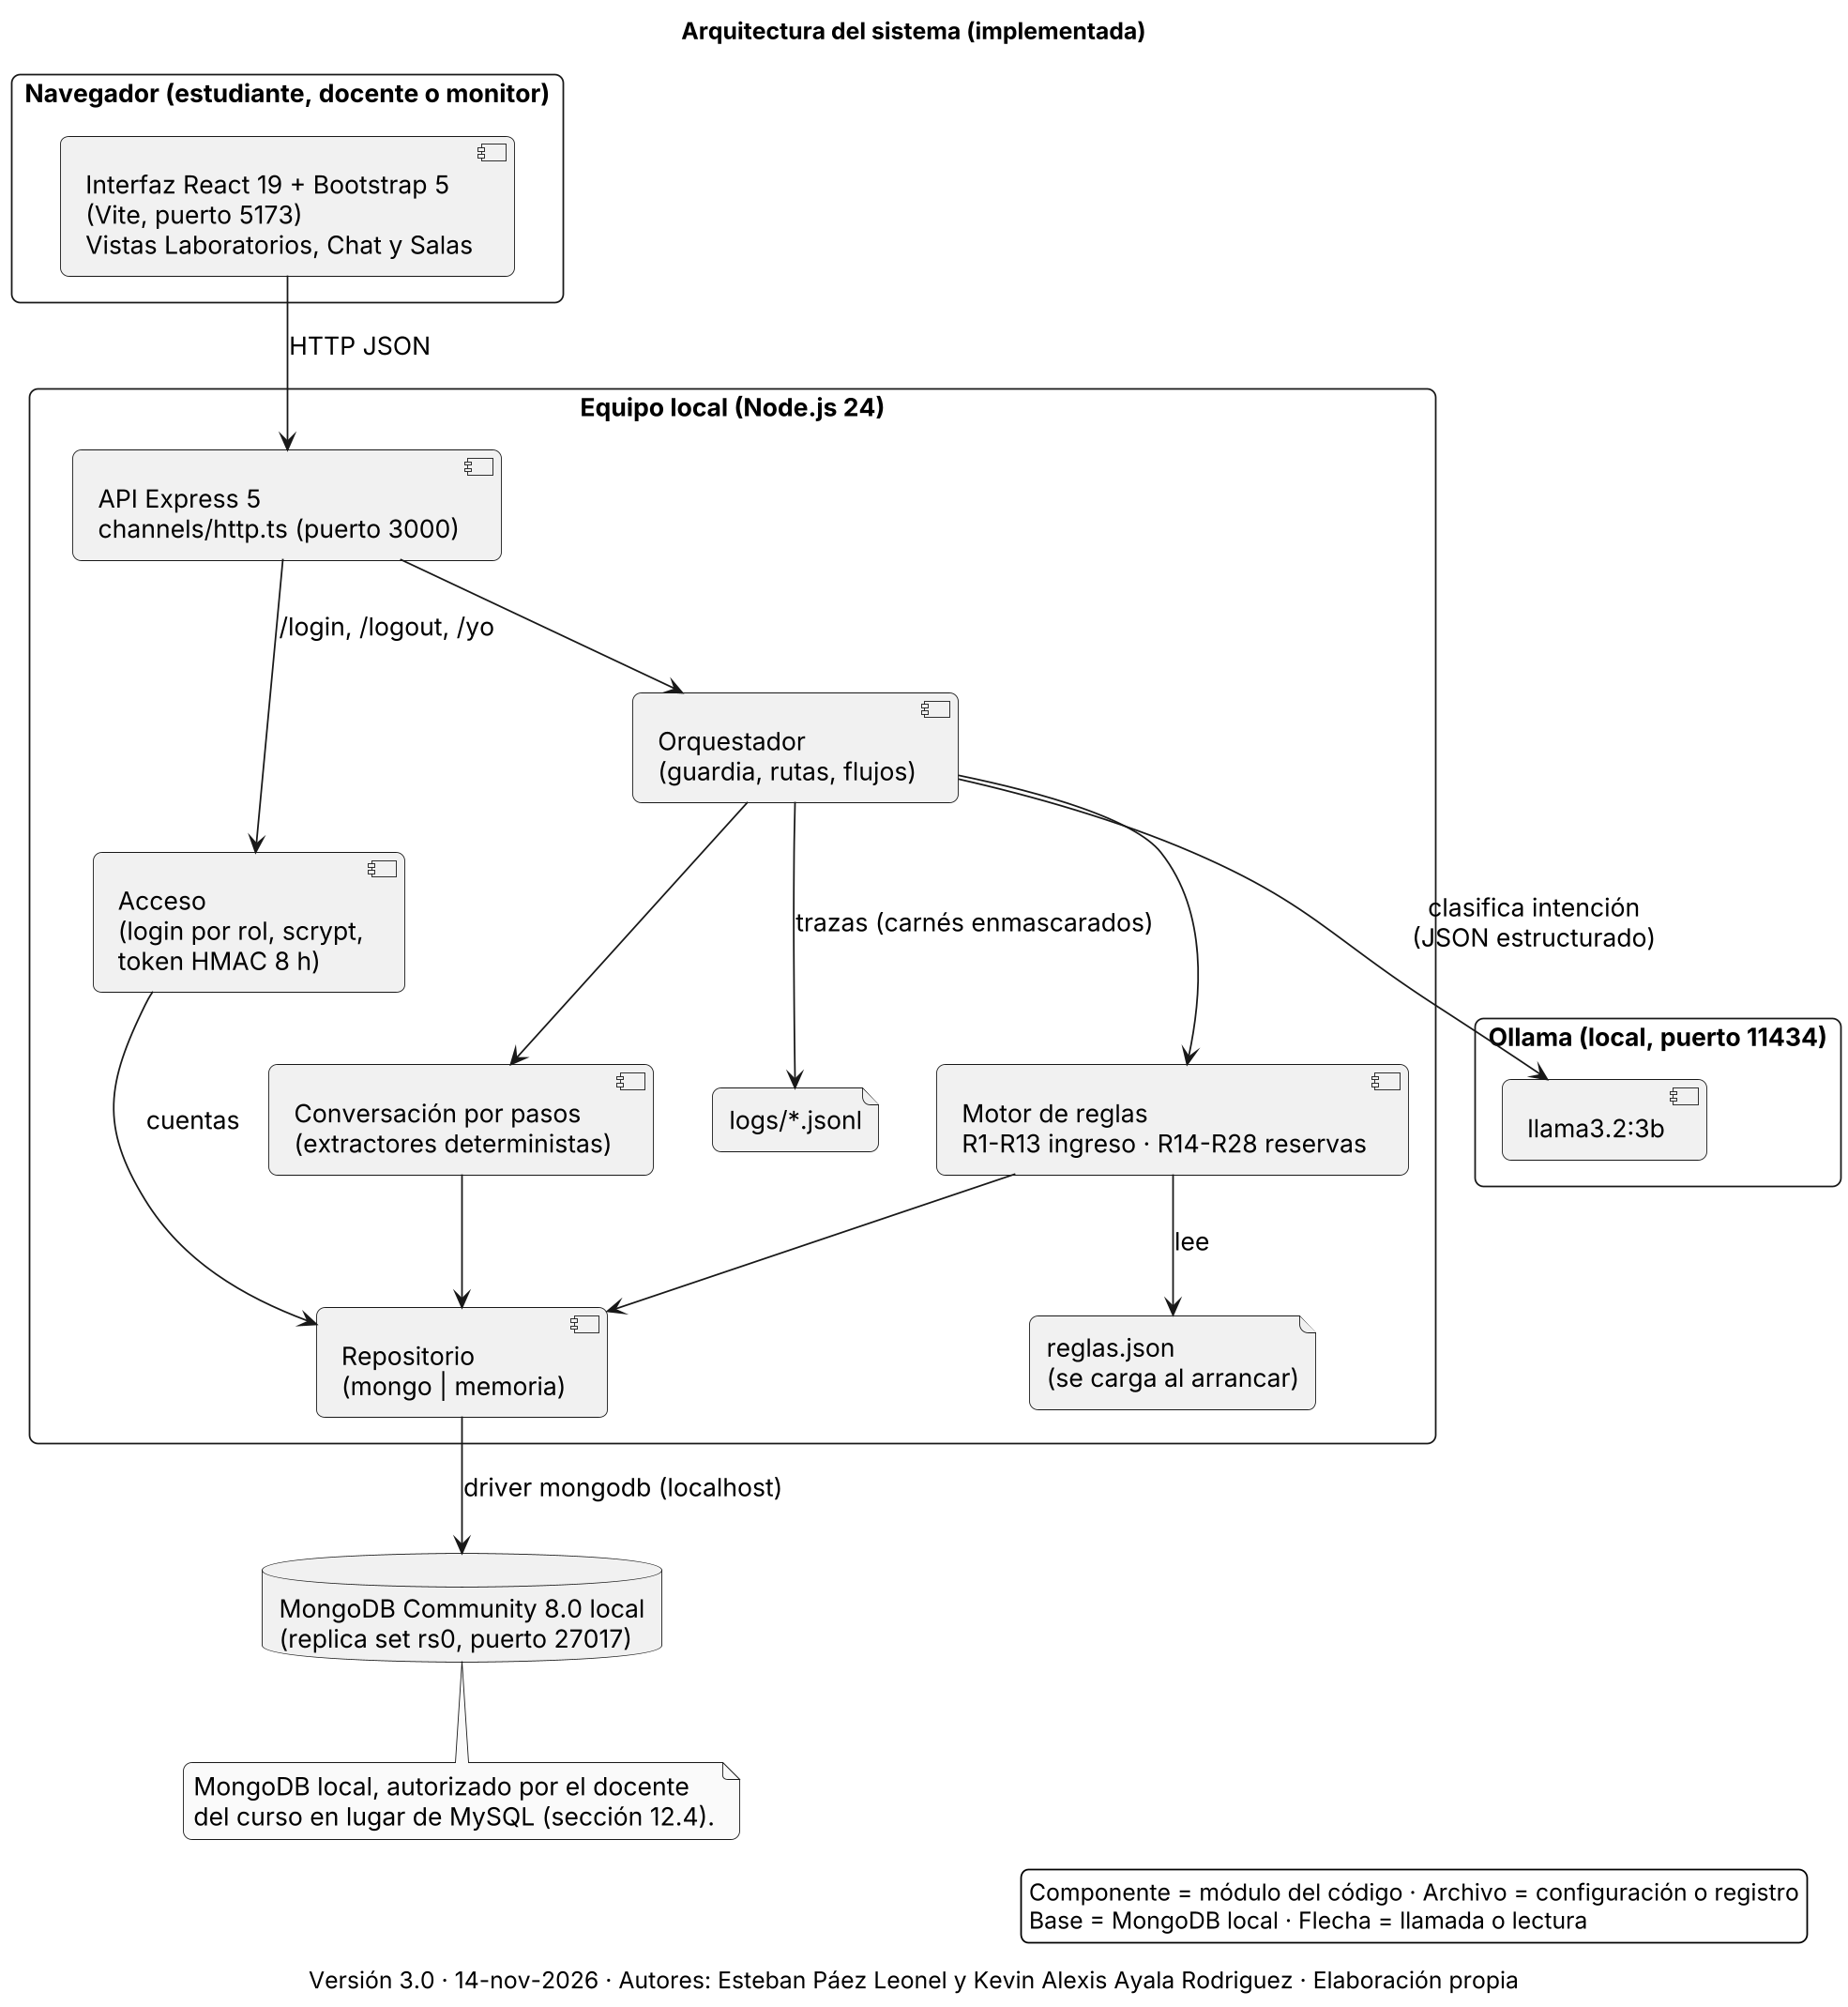 Arquitectura del sistema (implementada)
Navegador (estudiante, docente o monitor)
Interfaz React 19 + Bootstrap 5
(Vite, puerto 5173)
Vistas Laboratorios, Chat y Salas
HTTP JSON
Equipo local (Node.js 24)
API Express 5
channels/http.ts (puerto 3000)
/login, /logout, /yo
Orquestador
(guardia, rutas, flujos)
Acceso
(login por rol, scrypt,
token HMAC 8 h)
trazas (carnés enmascarados)
clasifica intención
(JSON estructurado)
Ollama (local, puerto 11434)
llama3.2:3b
cuentas
Conversación por pasos
(extractores deterministas)
logs/*.jsonl
Motor de reglas
R1-R13 ingreso · R14-R28 reservas
lee
Repositorio
(mongo | memoria)
reglas.json
(se carga al arrancar)
driver mongodb (localhost)
MongoDB Community 8.0 local
(replica set rs0, puerto 27017)
MongoDB local, autorizado por el docente
del curso en lugar de MySQL (sección 12.4).
Componente = módulo del código · Archivo = configuración o registro
Base = MongoDB local · Flecha = llamada o lectura
Versión 3.0 · 14-nov-2026 · Autores: Esteban Páez Leonel y Kevin Alexis Ayala Rodriguez · Elaboración propia